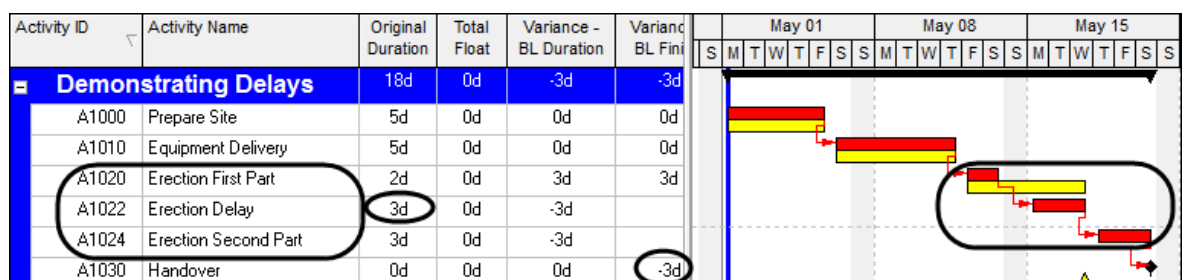 Activity ID Activity Name Original Total Variance - Varianc May 01 May 08 May 15
Duration Float BL Duration BL Fini S M T W T F S S M T W T F S S M T W T F S S
Demonstrating Delays 18d 0d -3d -3d
A1000 Prepare Site 5d 0d 0d 0d
A1010 Equipment Delivery 5d 0d 0d 0d
A1020 Erection First Part 2d 0d 3d 3d
A1022 Erection Delay 3d 0d -3d
A1024 Erection Second Part 3d 0d -3d
A1030 Handover 0d 0d 0d -3d